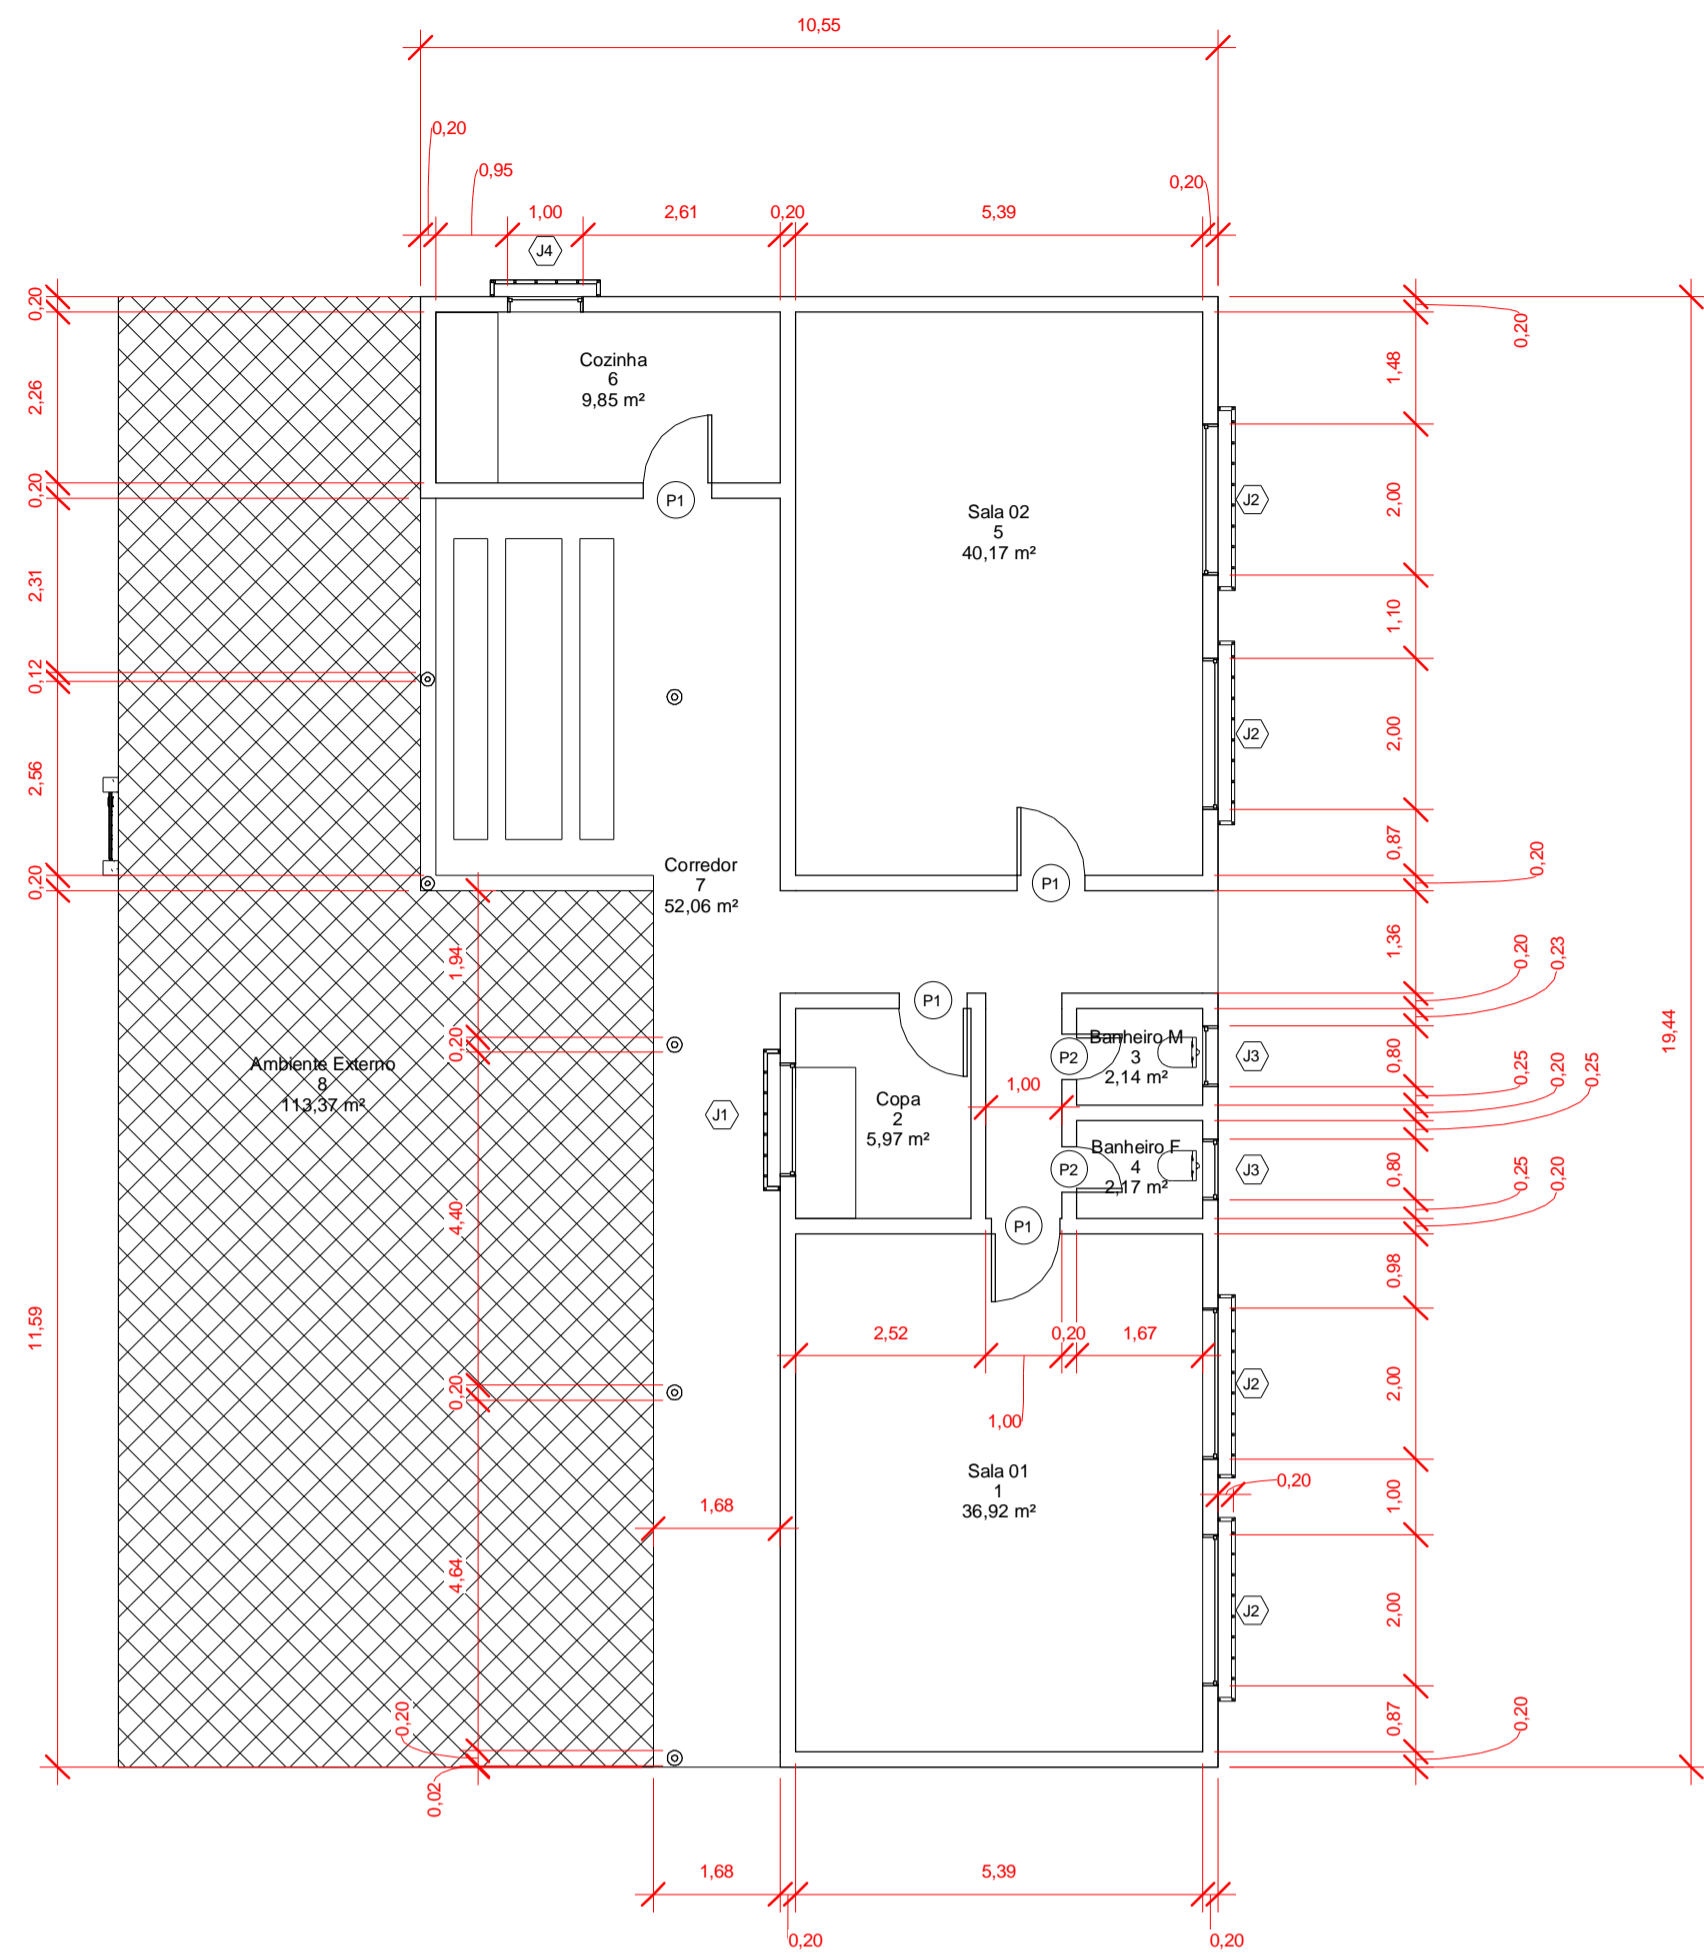 10,55
0,20
0,95
0,20
1,00
2,61
0,20
5,39
J4
0,20
2,26
0,20
2,31
0,12
2,56
0,20
11,59
Cozinha
6
9,85 m²
P1
Sala 02
5
40,17 m²
J2
J2
P1
Corredor
7
52,06 m²
0,20
1,48
2,00
1,10
2,00
0,87
0,20
1,36
0,20
0,23
0,80
0,25
0,20
0,25
0,80
0,25
0,20
0,98
2,00
1,00
2,00
0,87
0,20
19,44
1,94
0,20
4,40
0,20
4,64
0,20
0,02
Ambiente Externo
8
113,37 m²
P1
J1
Copa
2
5,97 m²
1,00
P2
Banheiro M
3
2,14 m²
J3
P2
Banheiro F
4
2,17 m²
J3
P1
2,52
0,20
1,67
1,00
J2
Sala 01
1
36,92 m²
0,20
1,68
J2
1,68
5,39
0,20
0,20